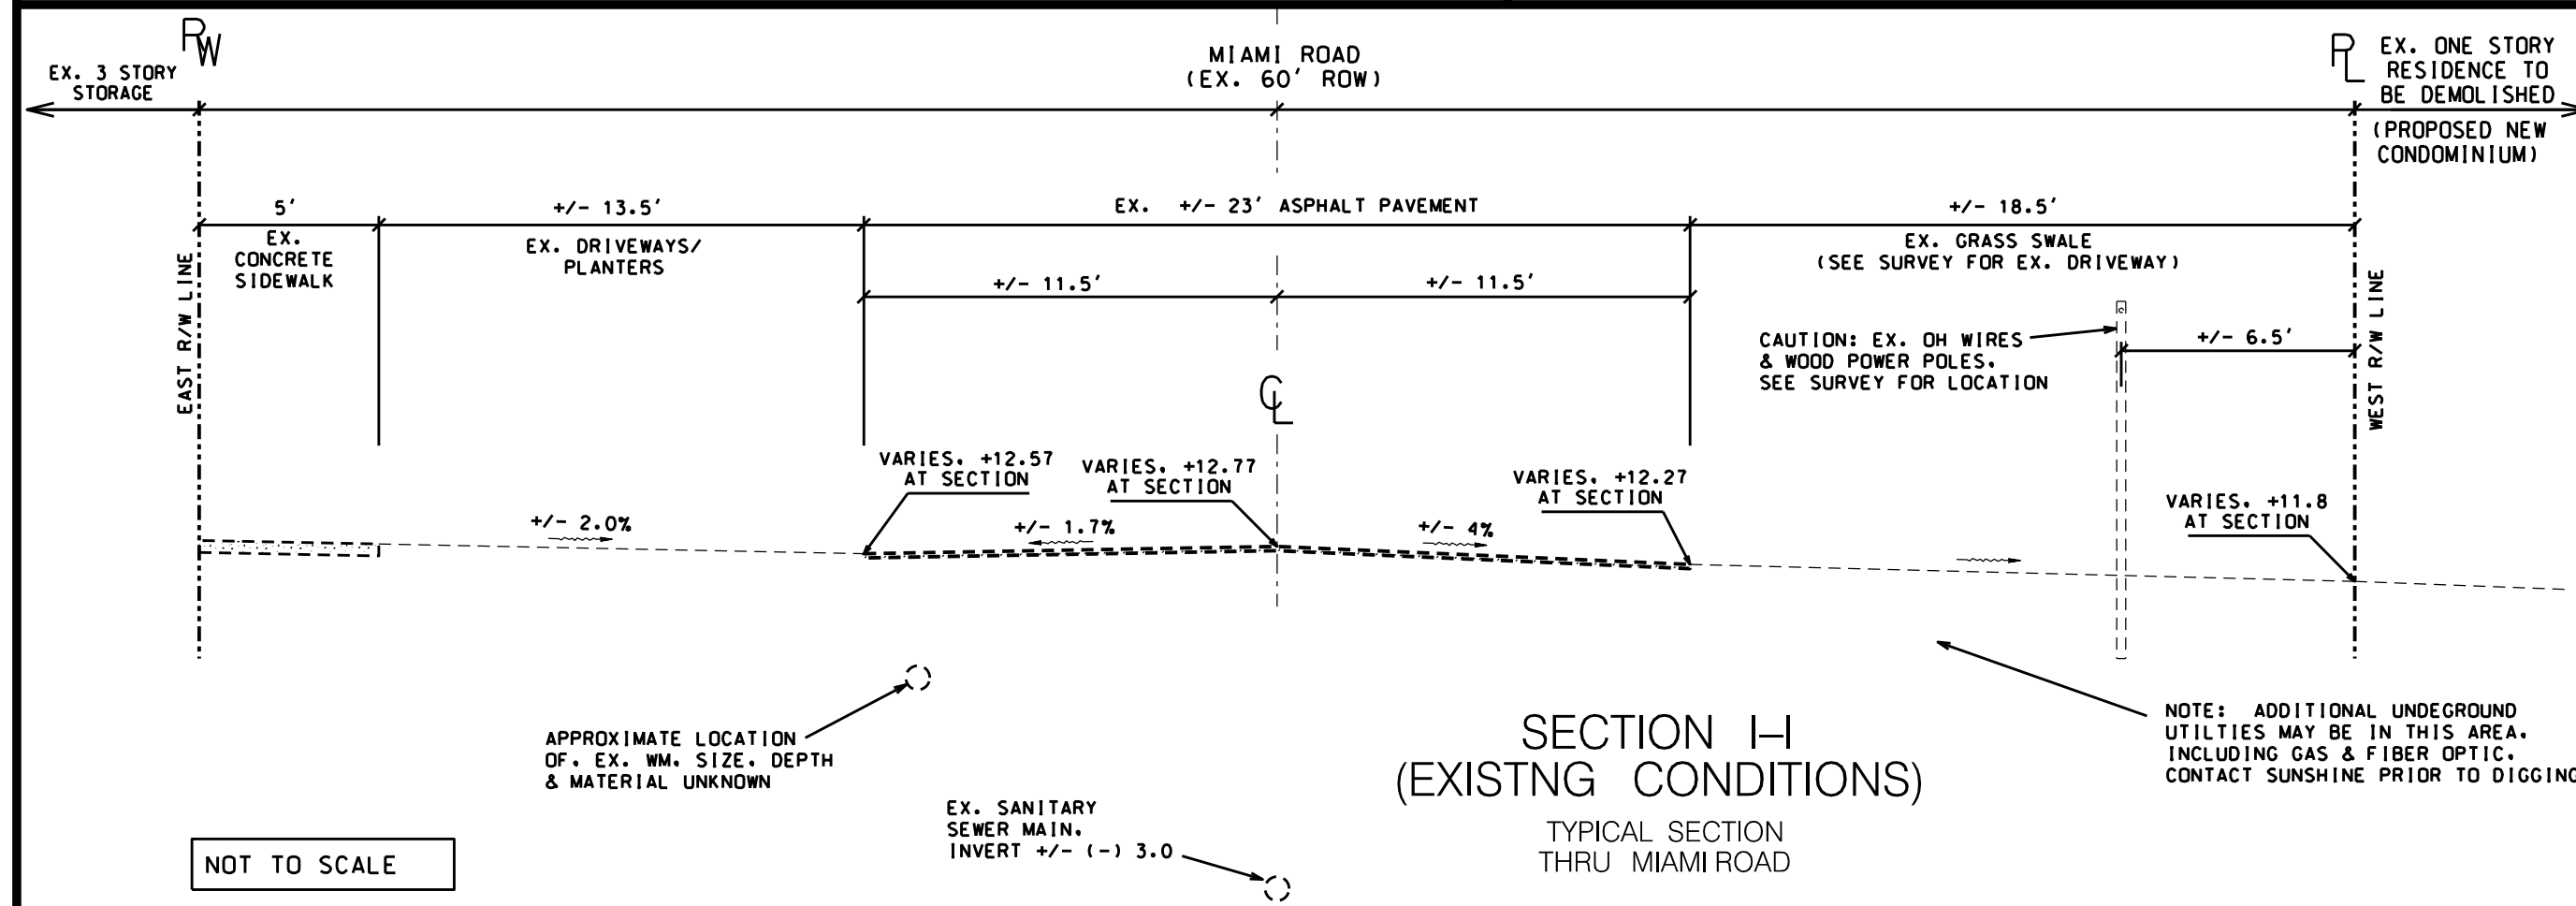 RW
EX. 3 STORY
STORAGE
MIAMI ROAD
(EX. 60' ROW)
PL
EX. ONE STORY
RESIDENCE TO
BE DEMOLISHED
(PROPOSED NEW
CONDOMINIUM)
5'
EX.
CONCRETE
SIDEWALK
+/- 13.5'
EX. DRIVEWAYS/
PLANTERS
EX. +/- 23' ASPHALT PAVEMENT
+/- 18.5'
EX. GRASS SWALE
(SEE SURVEY FOR EX. DRIVEWAY)
+/- 11.5'
+/- 11.5'
EAST R/W LINE
WEST R/W LINE
CAUTION: EX. OH WIRES
& WOOD POWER POLES.
SEE SURVEY FOR LOCATION
+/- 6.5'
CL
VARIES. +12.57
AT SECTION
VARIES. +12.77
AT SECTION
VARIES. +12.27
AT SECTION
VARIES. +11.8
AT SECTION
+/- 2.0%
+/- 1.7%
+/- 4%
APPROXIMATE LOCATION
OF. EX. WM. SIZE. DEPTH
& MATERIAL UNKNOWN
EX. SANITARY
SEWER MAIN.
INVERT +/- (-) 3.0
SECTION I-I
(EXISTNG CONDITIONS)
TYPICAL SECTION
THRU MIAMI ROAD
NOTE: ADDITIONAL UNDEGROUND
UTILTIES MAY BE IN THIS AREA.
INCLUDING GAS & FIBER OPTIC.
CONTACT SUNSHINE PRIOR TO DIGGING
NOT TO SCALE